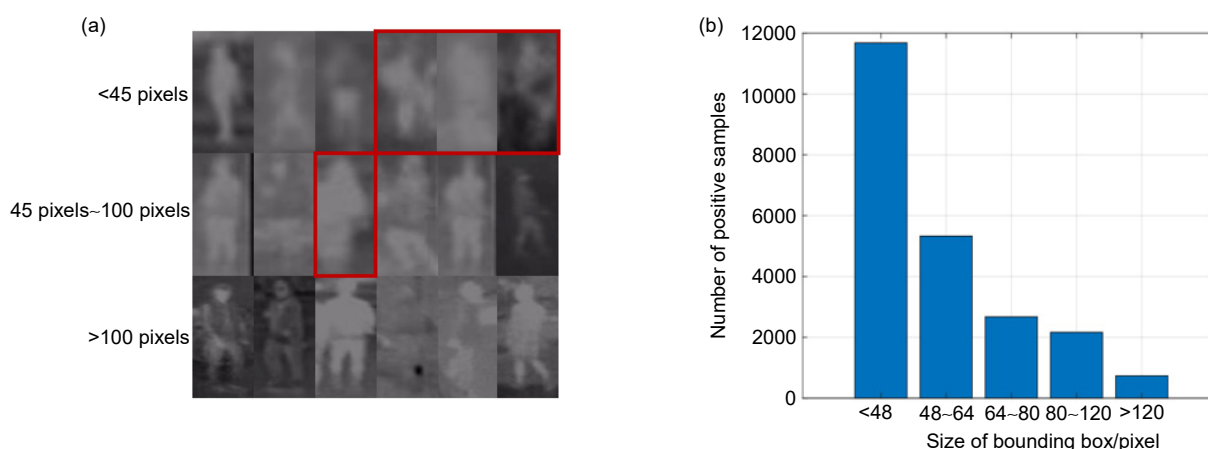 (a)
<45 pixels
45 pixels~100 pixels
>100 pixels
(b)
Number of positive samples
12000
10000
8000
6000
4000
2000
0
<48 48~64 64~80 80~120 >120
Size of bounding box/pixel